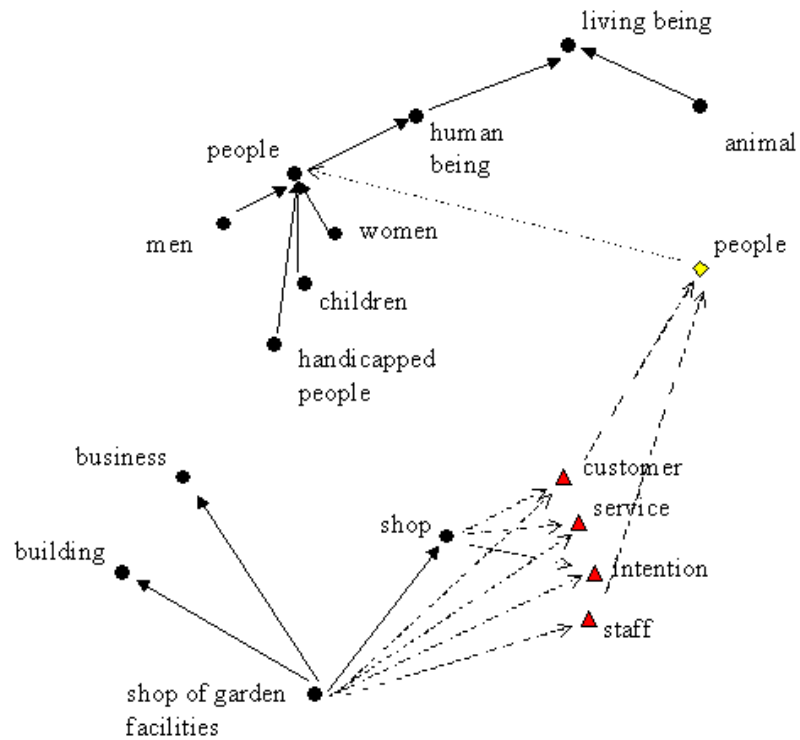 living being
animal
human
being
people
women
men
children
handicapped
people
people
business
building
shop
customer
service
Intention
staff
shop of garden
facilities